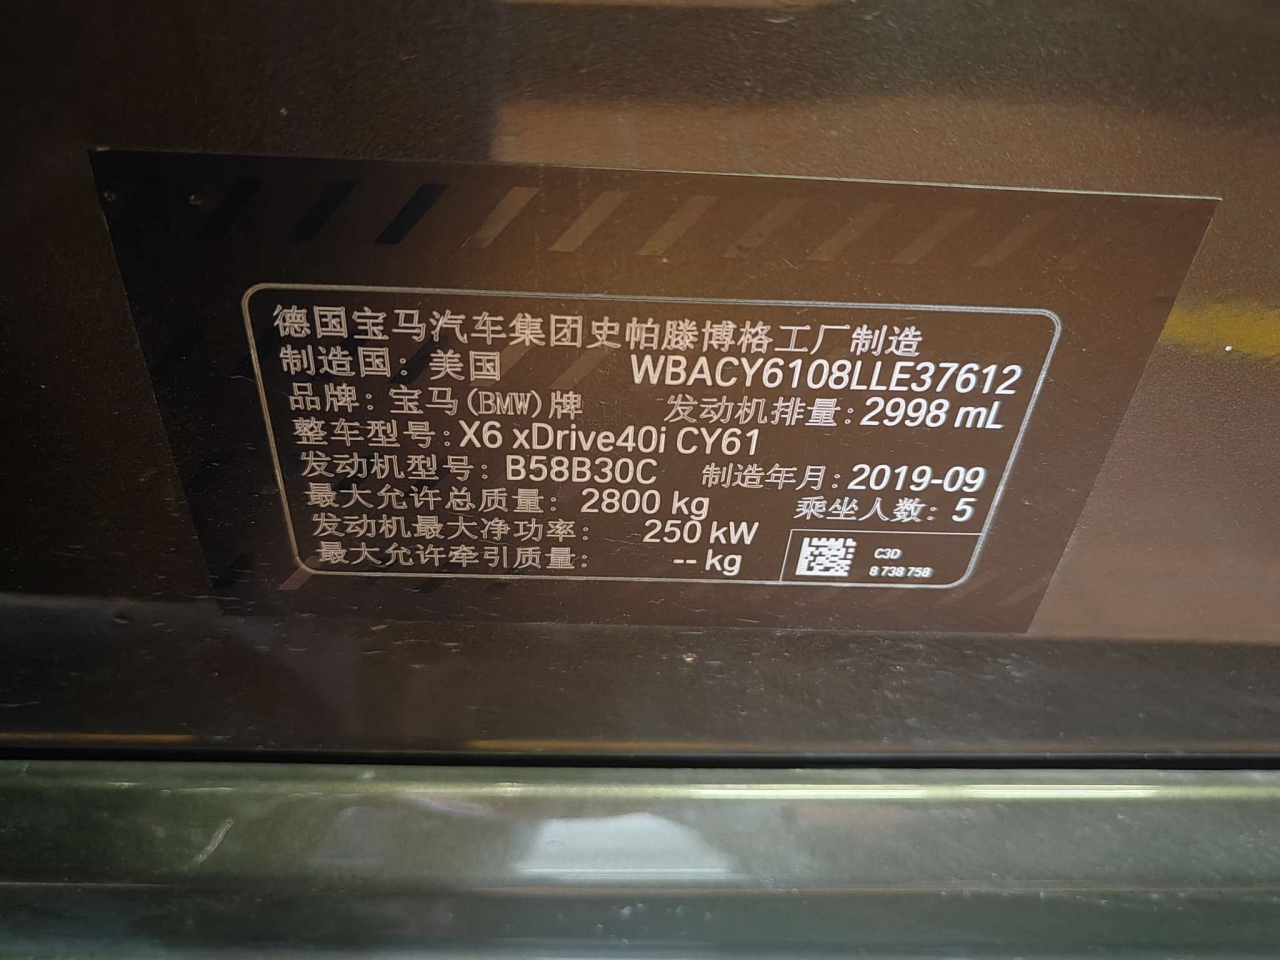 德国宝马汽车集团史帕滕博格工厂制造
制造国: 美国 WBACY6108LLE37612
品牌: 宝马(BMW)牌 发动机排量: 2998 mL
整车型号: X6 xDrive40i CY61
发动机型号: B58B30C 制造年月: 2019-09
最大允许总质量: 2800 kg 乘坐人数: 5
发动机最大净功率: 250 kW
最大允许牵引质量: -- kg
C3D
8 738 758